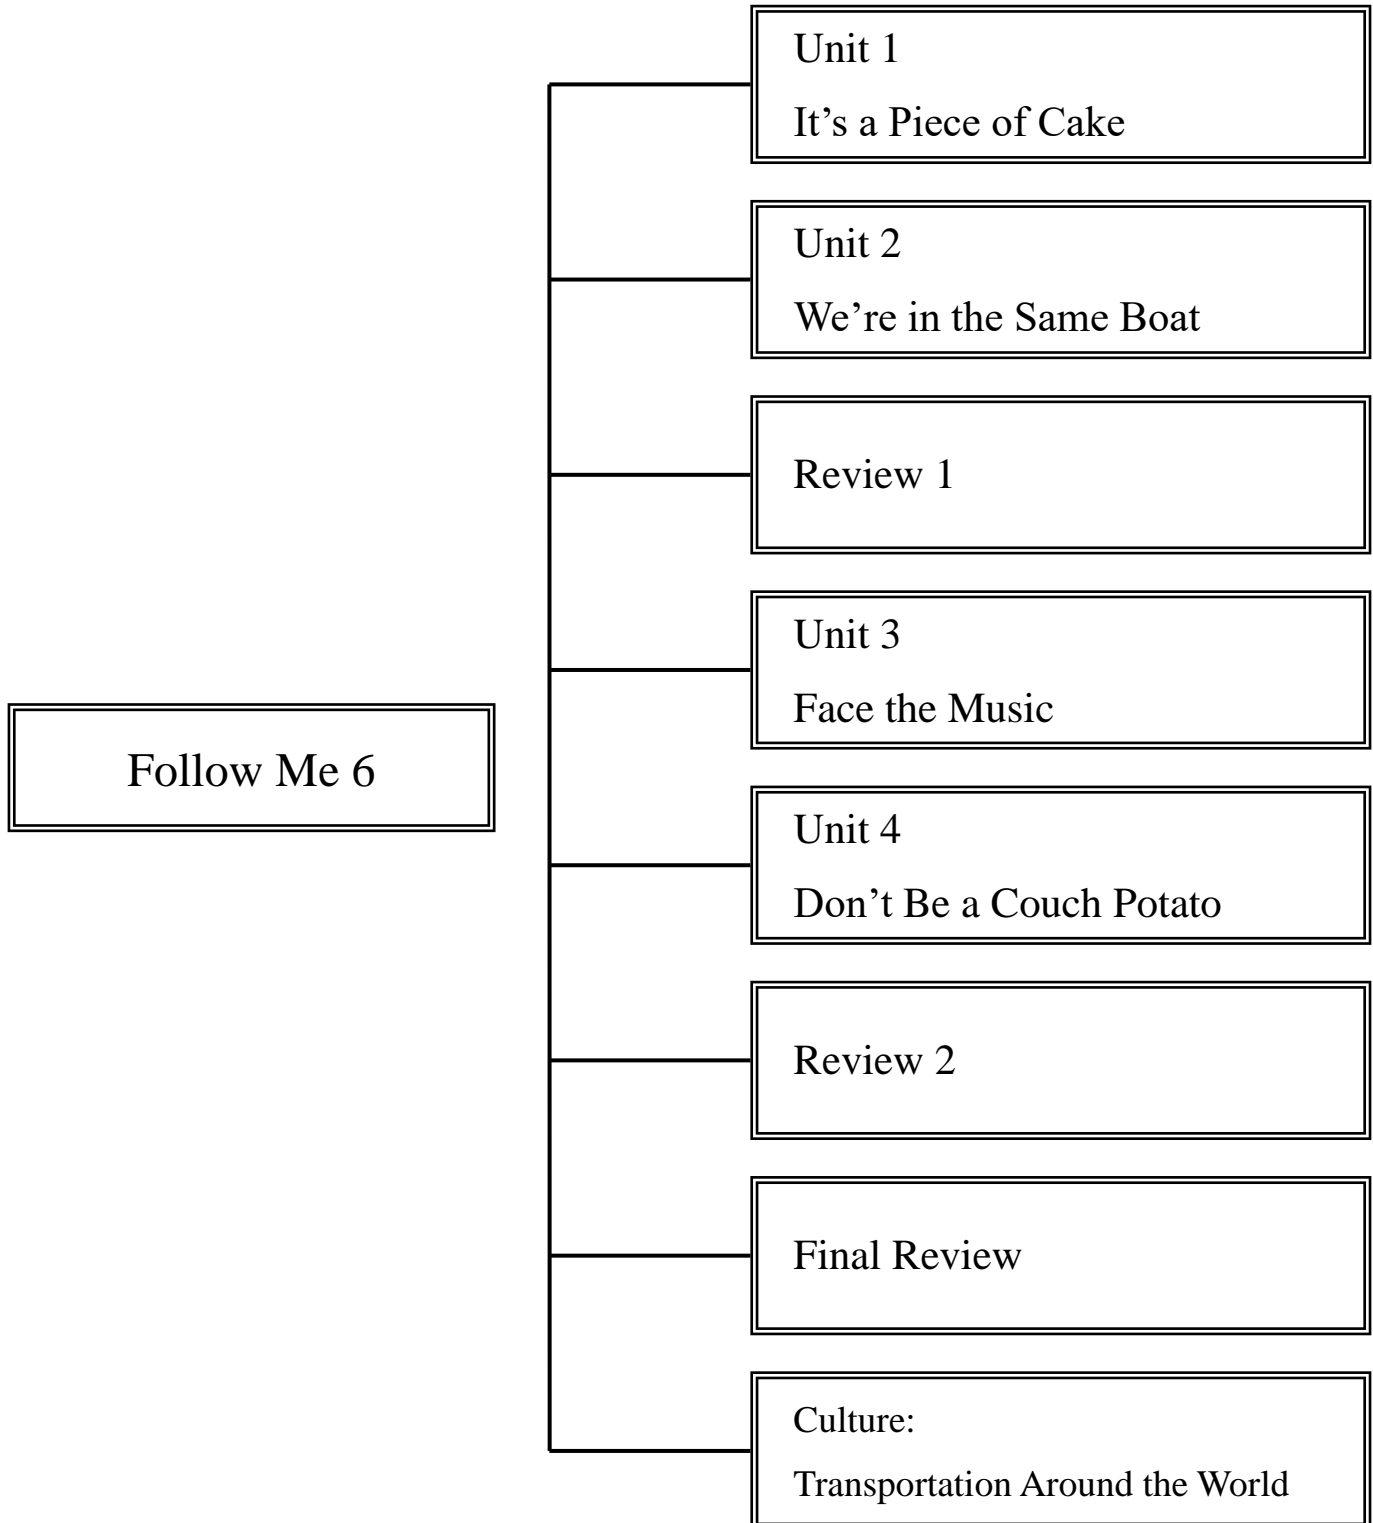 Follow Me 6
Unit 1
It’s a Piece of Cake
Unit 2
We’re in the Same Boat
Review 1
Unit 3
Face the Music
Unit 4
Don’t Be a Couch Potato
Review 2
Final Review
Culture:
Transportation Around the World